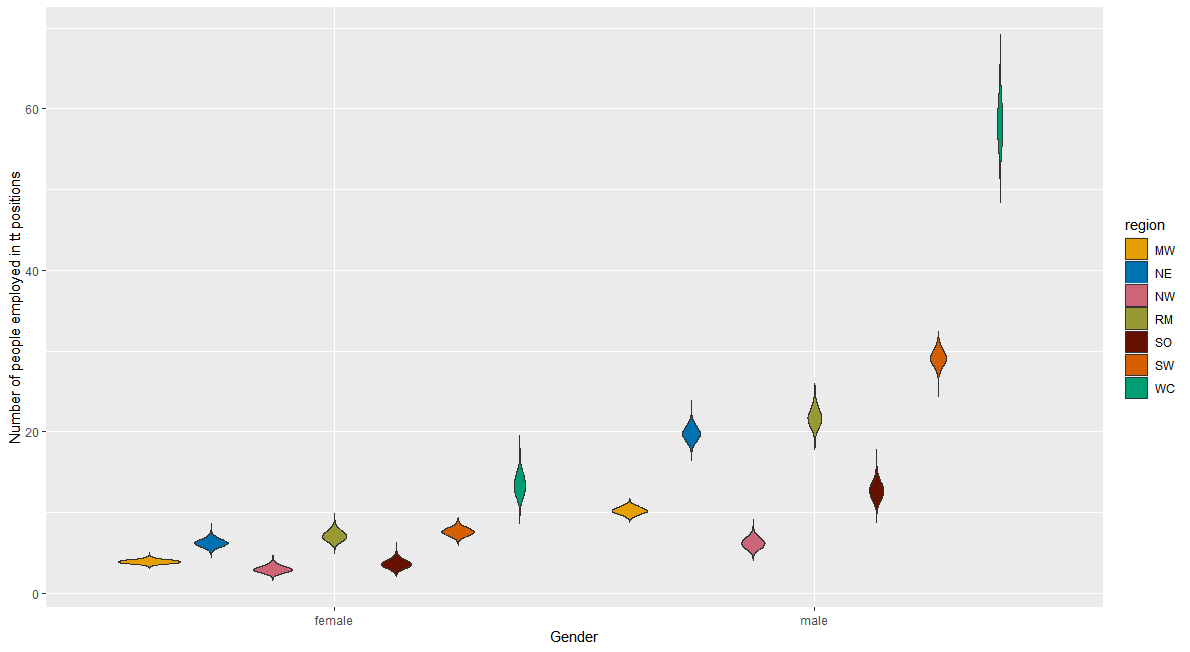 Number of people employed in tt positions
60
40
20
0
female
male
Gender
region
MW
NE
NW
RM
SO
SW
WC